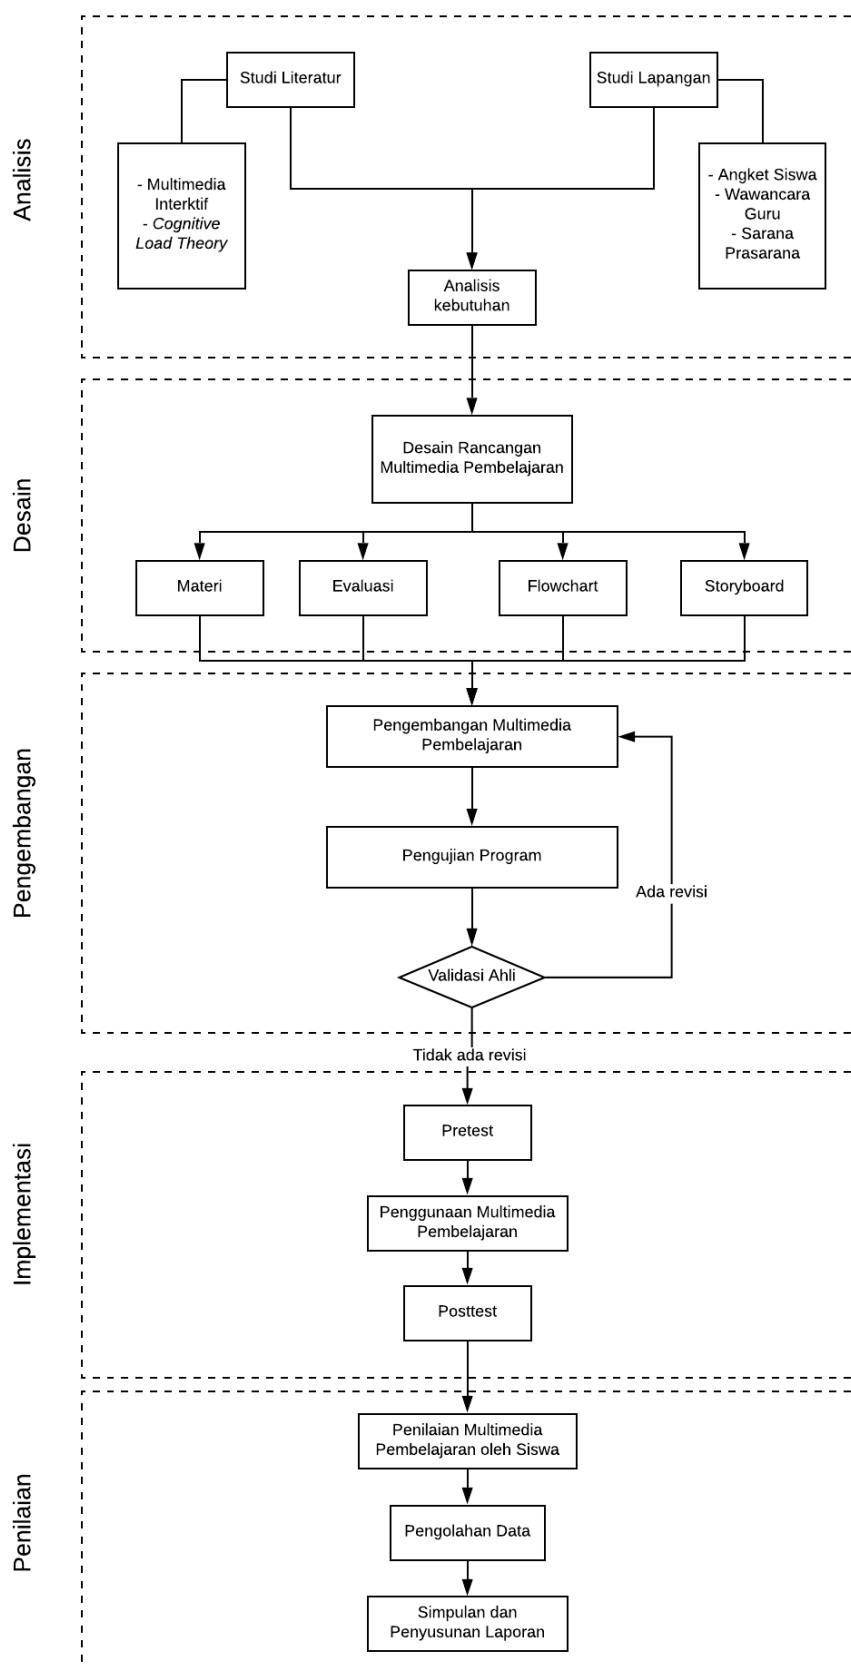 Analisis
Studi Literatur
Studi Lapangan
- Multimedia
Interktif
- Cognitive
Load Theory
- Angket Siswa
- Wawancara
Guru
- Sarana
Prasarana
Analisis
kebutuhan
Desain
Desain Rancangan
Multimedia Pembelajaran
Materi
Evaluasi
Flowchart
Storyboard
Pengembangan
Pengembangan Multimedia
Pembelajaran
Pengujian Program
Ada revisi
Validasi Ahli
Tidak ada revisi
Implementasi
Pretest
Penggunaan Multimedia
Pembelajaran
Posttest
Penilaian
Penilaian Multimedia
Pembelajaran oleh Siswa
Pengolahan Data
Simpulan dan
Penyusunan Laporan